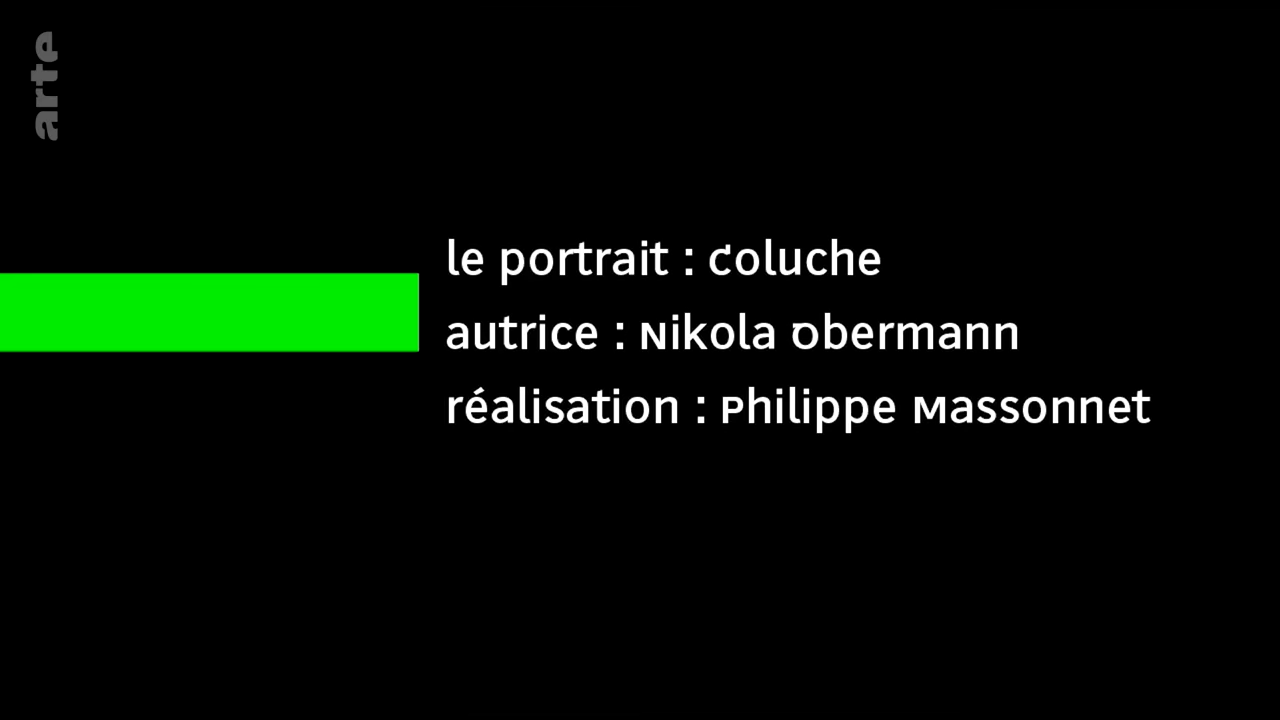 arte
le portrait : Coluche
autrice : Nikola Obermann
réalisation : Philippe Massonnet